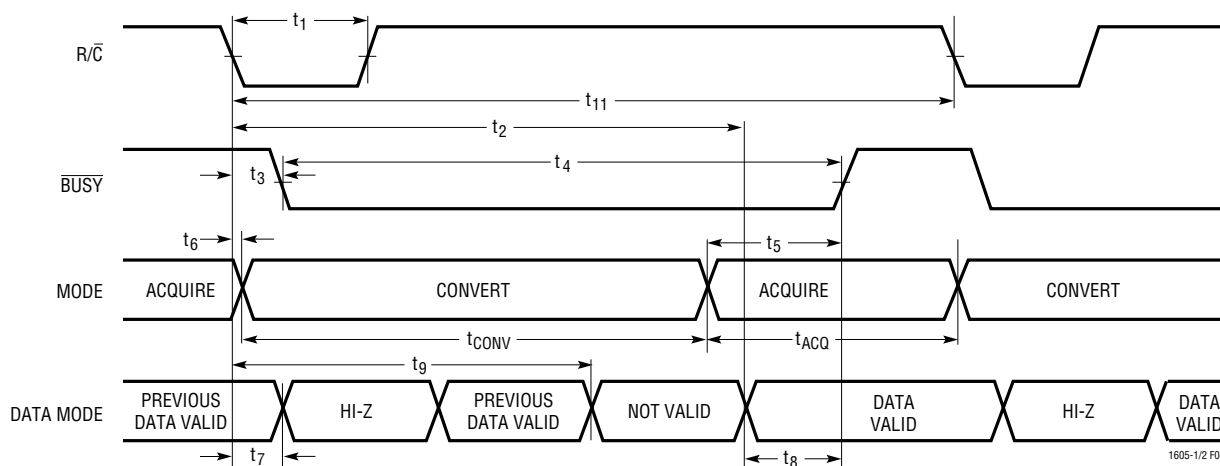 t1
R/C̅
t11
t2
t4
B̅U̅S̅Y̅
t3
t6
t5
MODE
ACQUIRE
CONVERT
ACQUIRE
CONVERT
tCONV
tACQ
t9
DATA MODE
PREVIOUS
DATA VALID
HI-Z
PREVIOUS
DATA VALID
NOT VALID
DATA
VALID
HI-Z
DATA
VALID
t7
t8
1605-1/2 F0